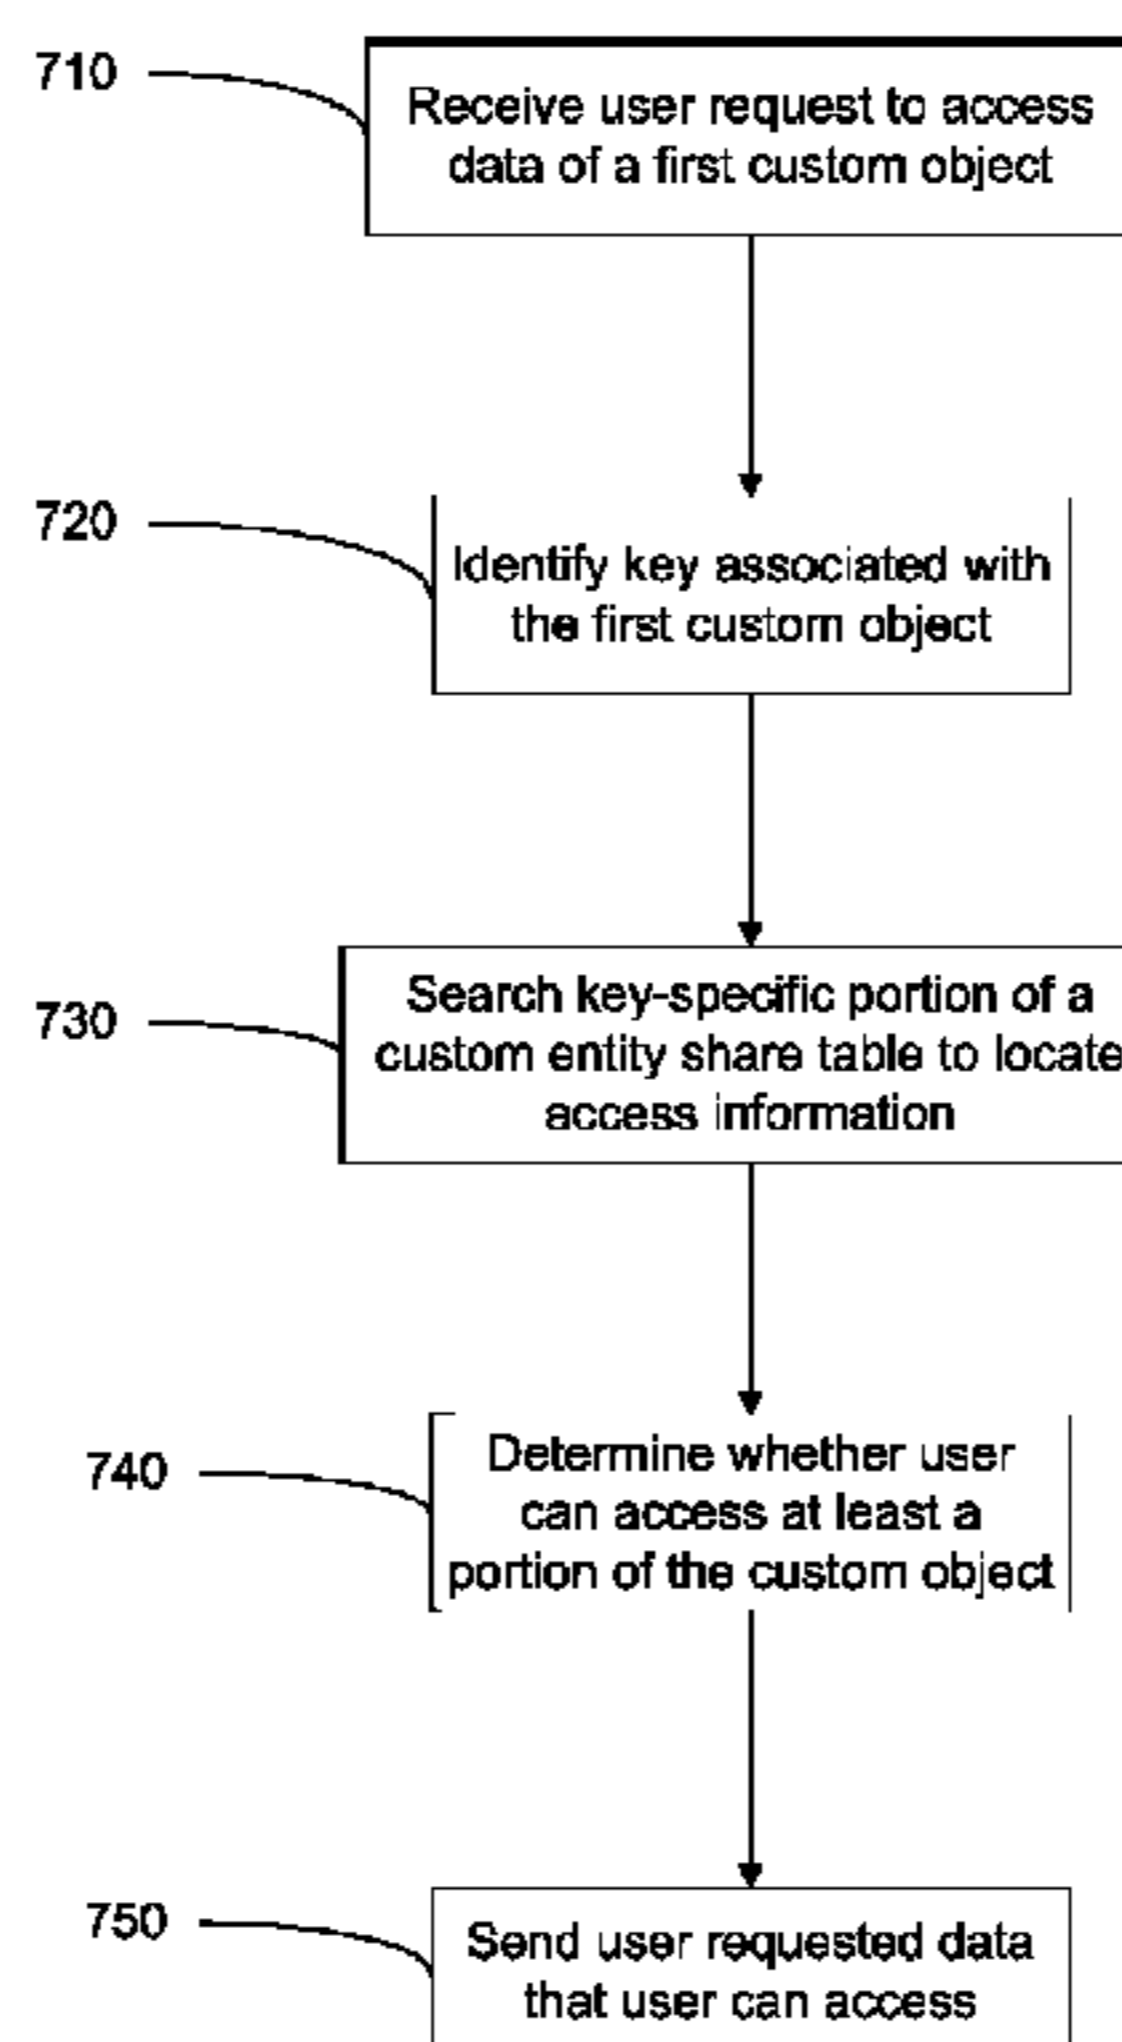 710
Receive user request to access
data of a first custom object
720
Identify key associated with
the first custom object
730
Search key-specific portion of a
custom entity share table to locate
access information
740
Determine whether user
can access at least a
portion of the custom object
750
Send user requested data
that user can access